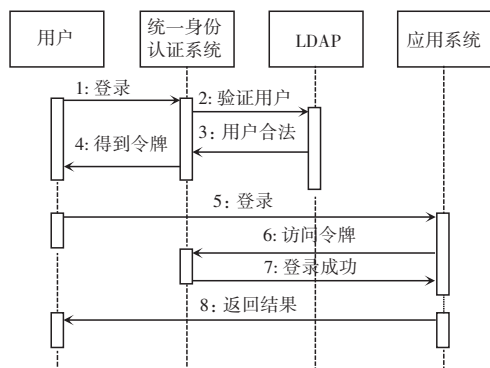 用户
统一身份
认证系统
LDAP
应用系统
1: 登录
2: 验证用户
3: 用户合法
4: 得到令牌
5: 登录
6: 访问令牌
7: 登录成功
8: 返回结果